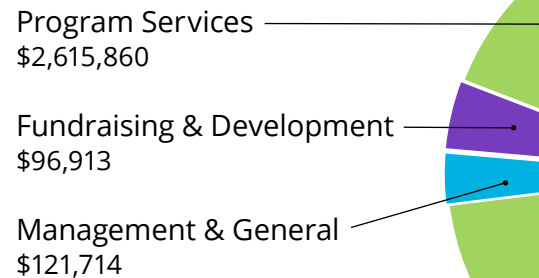 Program Services
$2,615,860
Fundraising & Development
$96,913
Management & General
$121,714